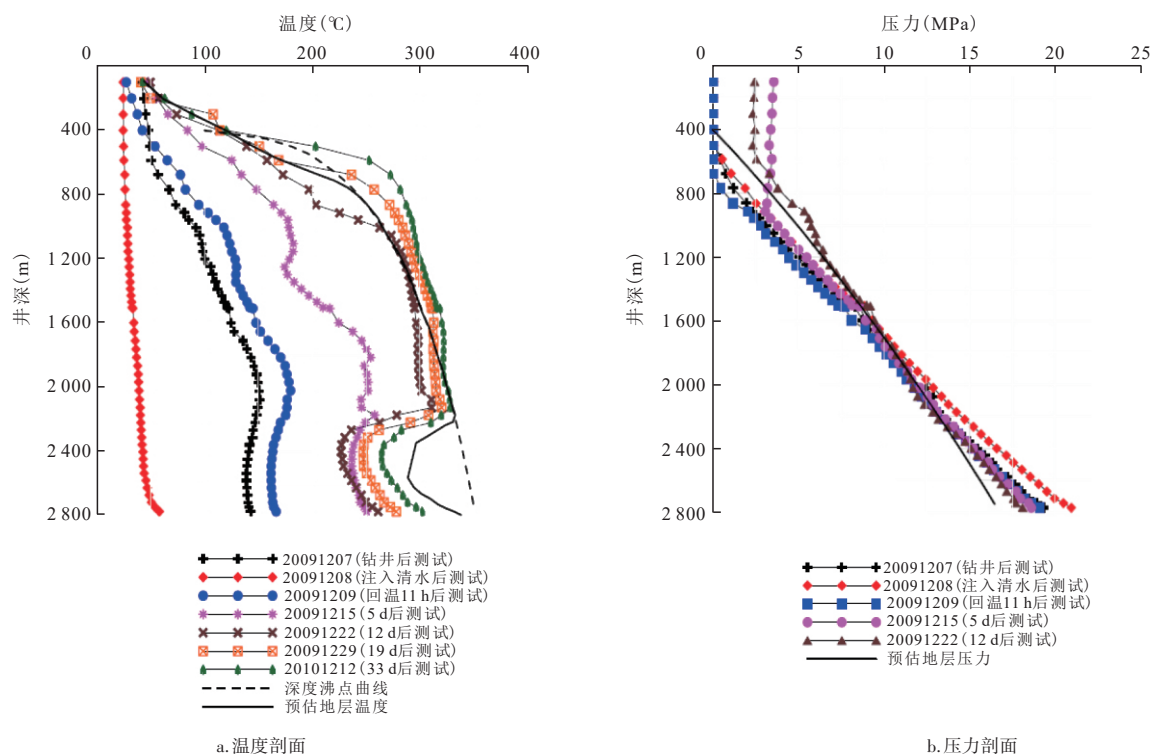 温度(℃)
0 100 200 300 400
400
800
1 200
1 600
2 000
2 400
2 800
井深(m)
20091207(钻井后测试)
20091208(注入清水后测试)
20091209(回温11 h后测试)
20091215(5 d后测试)
20091222(12 d后测试)
20091229(19 d后测试)
20101212(33 d后测试)
深度沸点曲线
预估地层温度
a.温度剖面
压力(MPa)
0 5 10 15 20 25
400
800
1 200
1 600
2 000
2 400
2 800
井深(m)
20091207(钻井后测试)
20091208(注入清水后测试)
20091209(回温11 h后测试)
20091215(5 d后测试)
20091222(12 d后测试)
预估地层压力
b.压力剖面